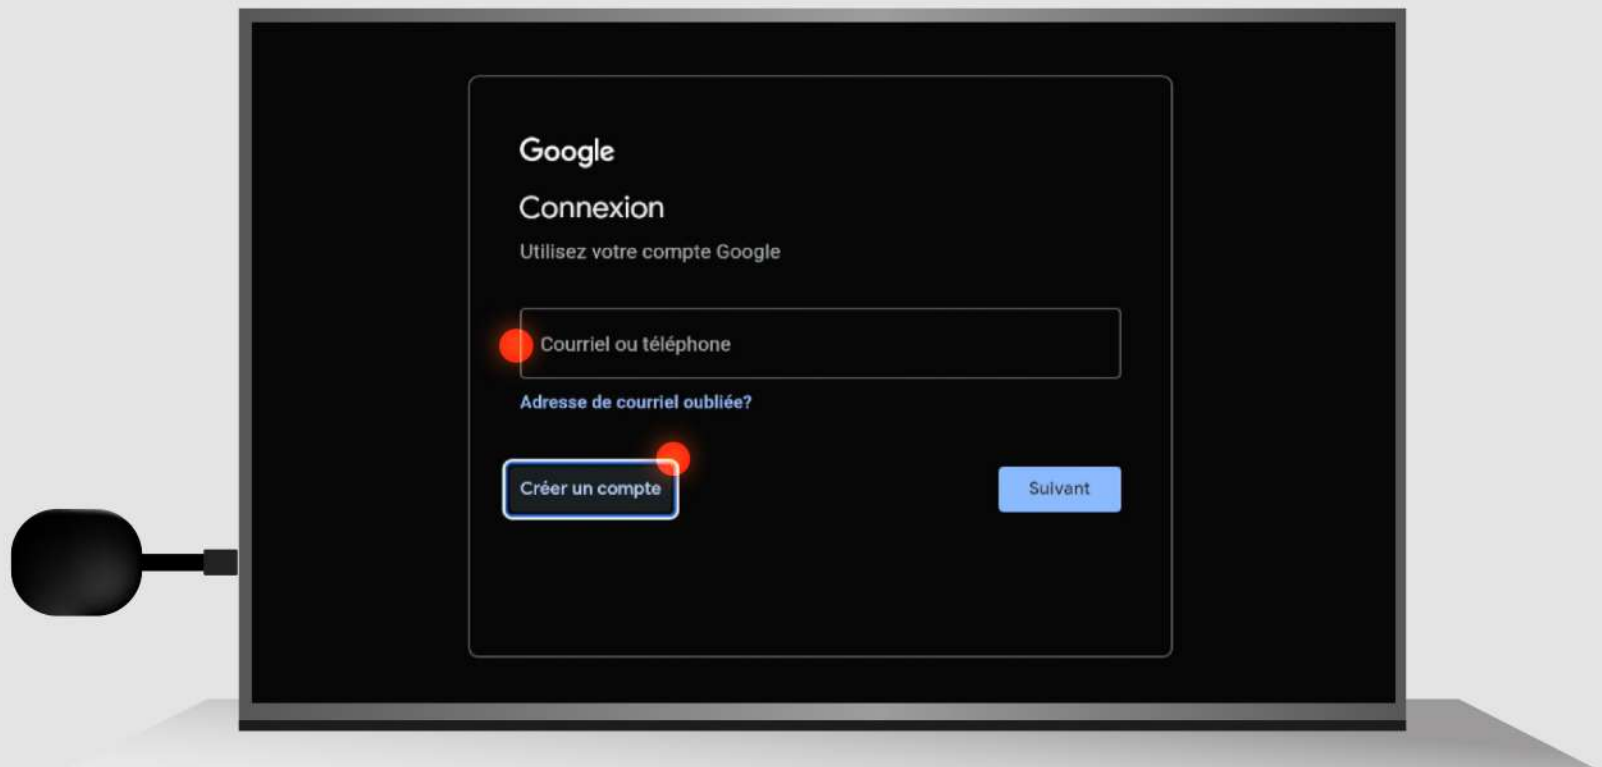 Google
Connexion
Utilisez votre compte Google
Courriel ou téléphone
Adresse de courriel oubliée?
Créer un compte
Suivant